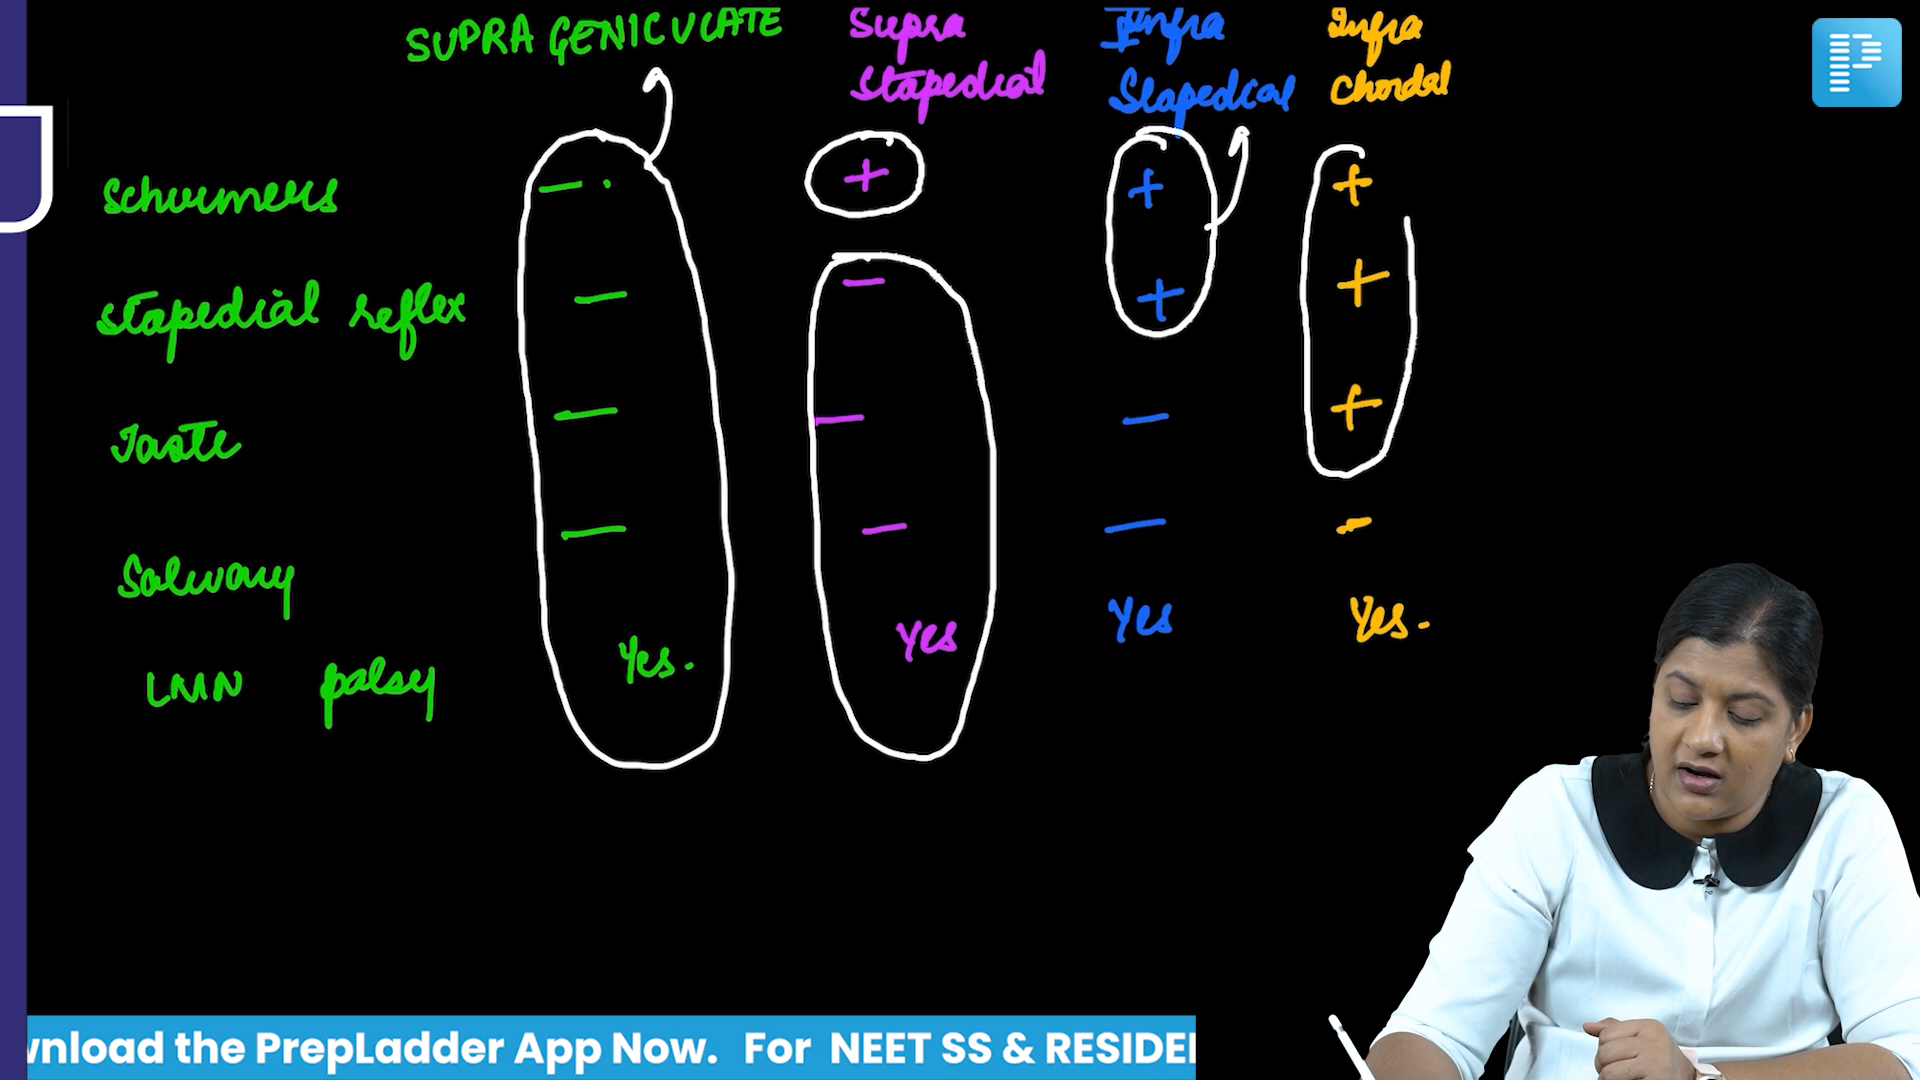 SUPRA GENICULATE Supra Infra Infra
Stapedial Stapedial Chordal
Schirmers - . + + +
Stapedial reflex - - + +
Taste - - - +
Salivary - - - -
LMN palsy Yes. Yes Yes Yes.
P
wnload the PrepLadder App Now. For NEET SS & RESIDE